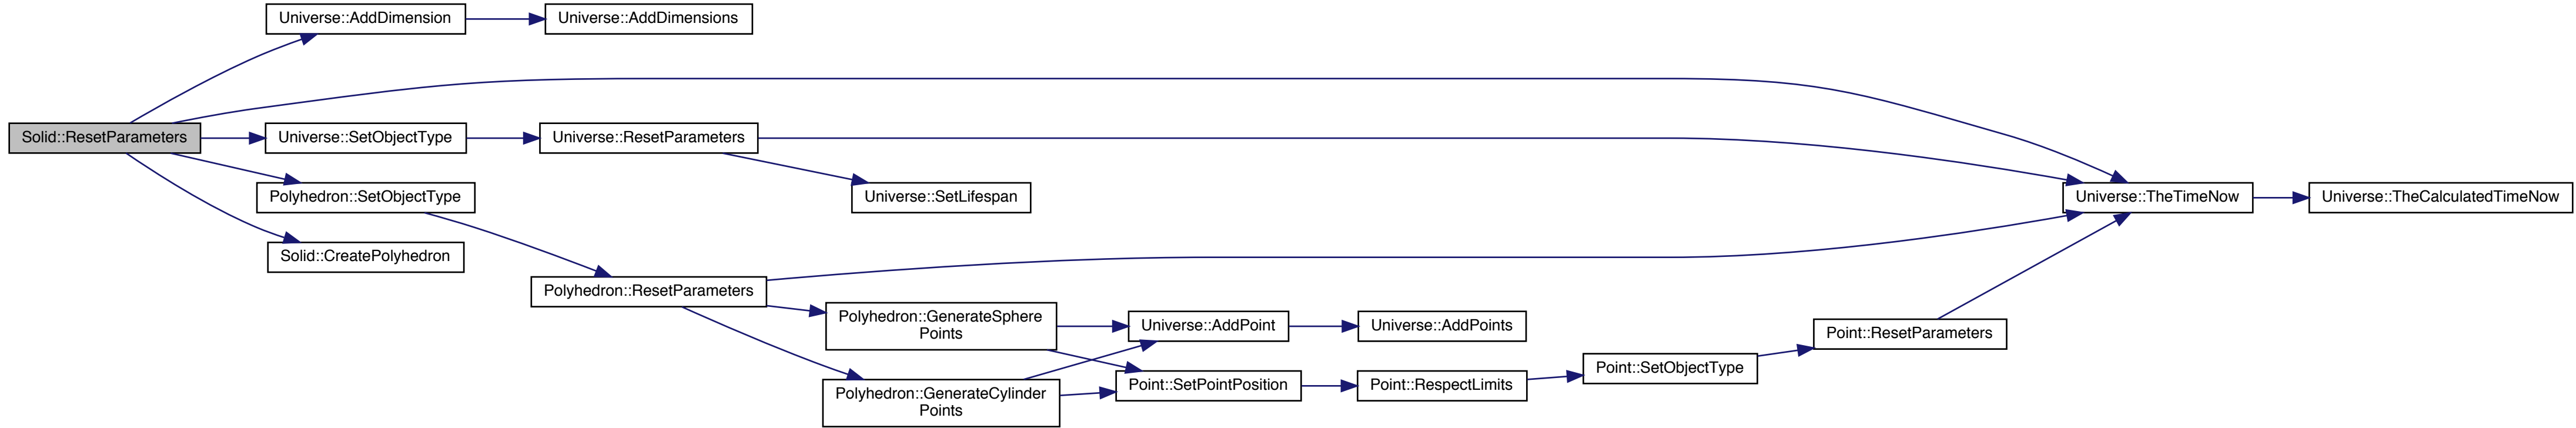 Solid::ResetParameters
Universe::AddDimension
Universe::AddDimensions
Universe::SetObjectType
Universe::ResetParameters
Universe::SetLifespan
Polyhedron::SetObjectType
Solid::CreatePolyhedron
Polyhedron::ResetParameters
Polyhedron::GenerateSphere
Points
Polyhedron::GenerateCylinder
Points
Universe::AddPoint
Universe::AddPoints
Point::SetPointPosition
Point::RespectLimits
Point::SetObjectType
Point::ResetParameters
Universe::TheTimeNow
Universe::TheCalculatedTimeNow